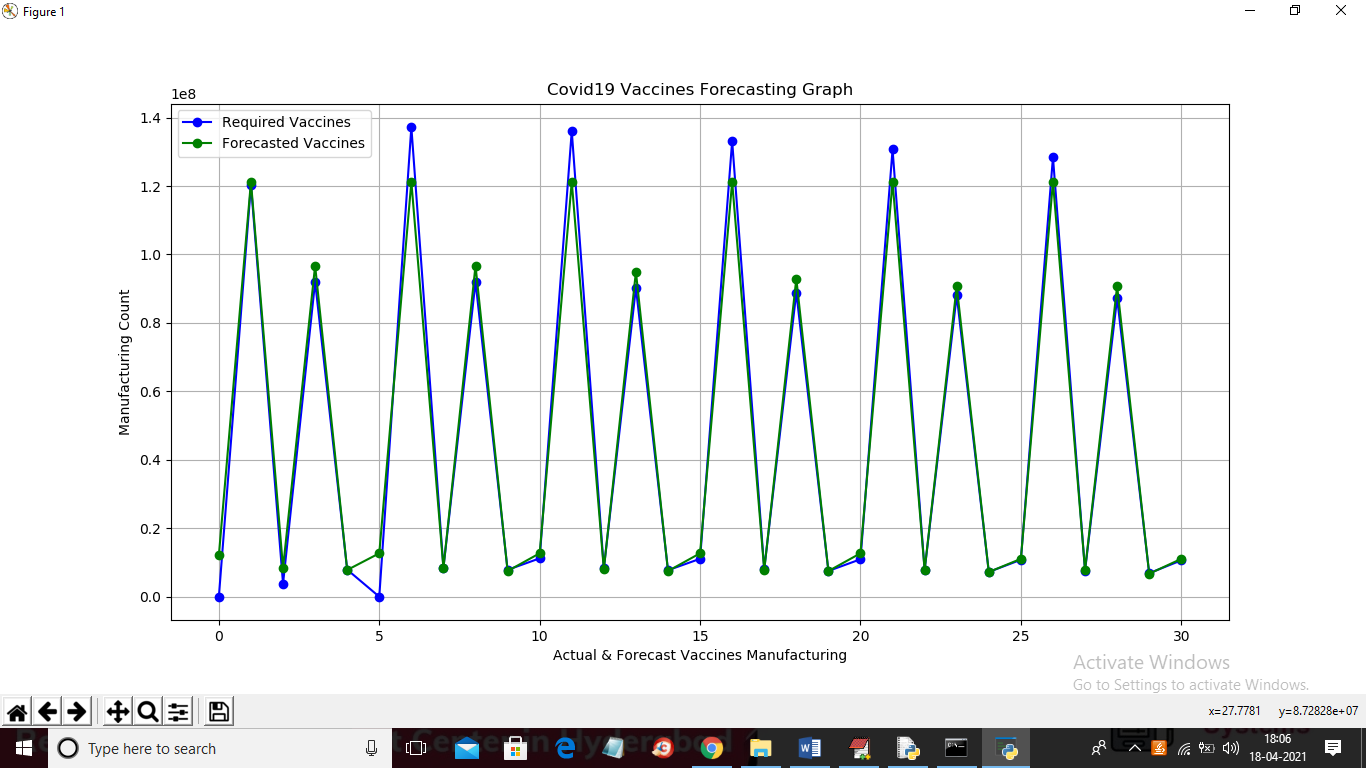 Figure 1
Covid19 Vaccines Forecasting Graph
1e8
Required Vaccines
Forecasted Vaccines
1.4
1.2
1.0
0.8
0.6
0.4
0.2
0.0
Manufacturing Count
0 5 10 15 20 25 30
Actual & Forecast Vaccines Manufacturing
Activate Windows
Go to Settings to activate Windows.
x=27.7781 y=8.72828e+07
Type here to search
18:06
18-04-2021